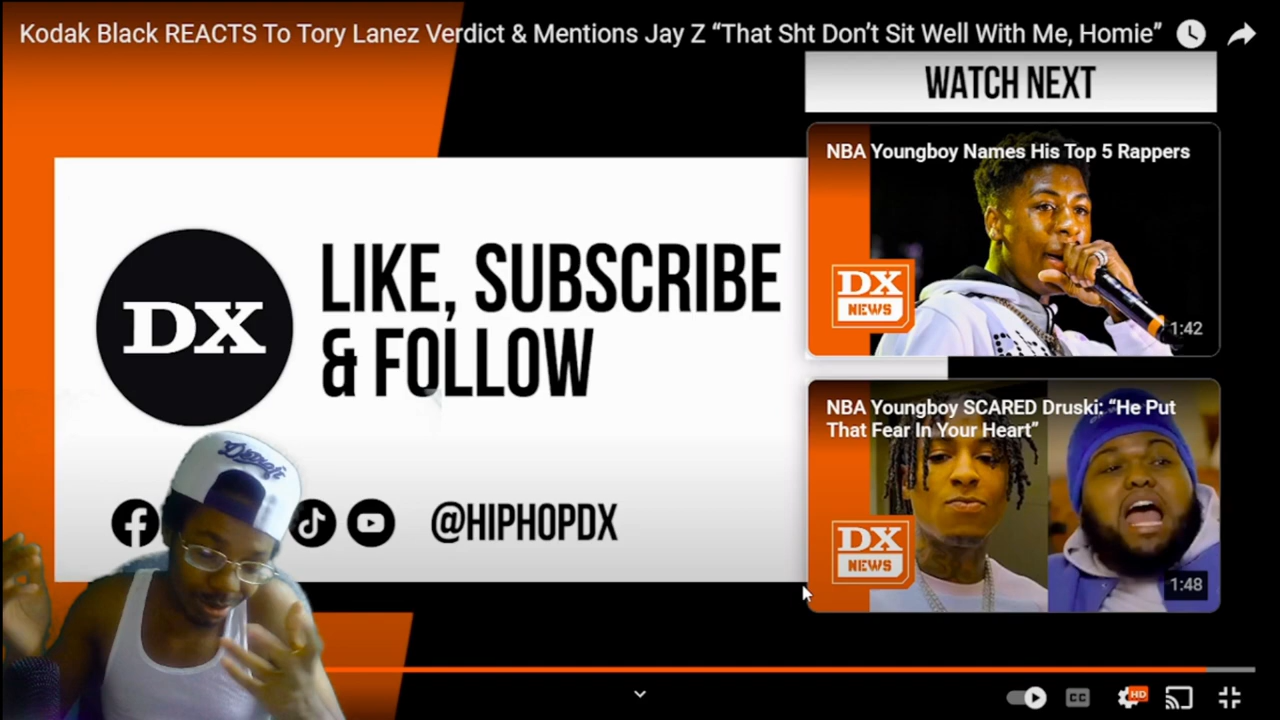 Kodak Black REACTS To Tory Lanez Verdict & Mentions Jay Z “That Sht Don’t Sit Well With Me, Homie”
WATCH NEXT
NBA Youngboy Names His Top 5 Rappers
DX
NEWS
1:42
DX
LIKE, SUBSCRIBE
& FOLLOW
@HIPHOPDX
NBA Youngboy SCARED Druski: “He Put
That Fear In Your Heart”
DX
NEWS
1:48
CC
HD